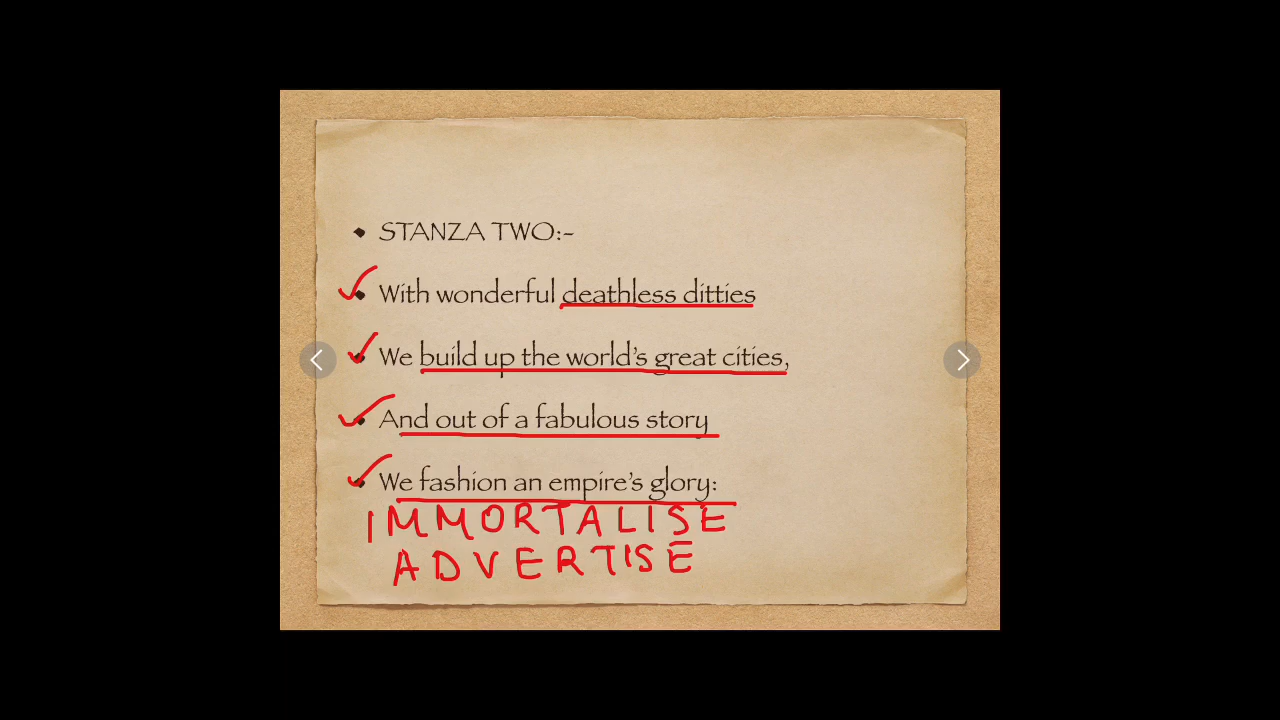 • STANZA TWO:-
• With wonderful deathless ditties
• We build up the world's great cities,
• And out of a fabulous story
• We fashion an empire's glory:
IMMORTALISE
ADVERTISE